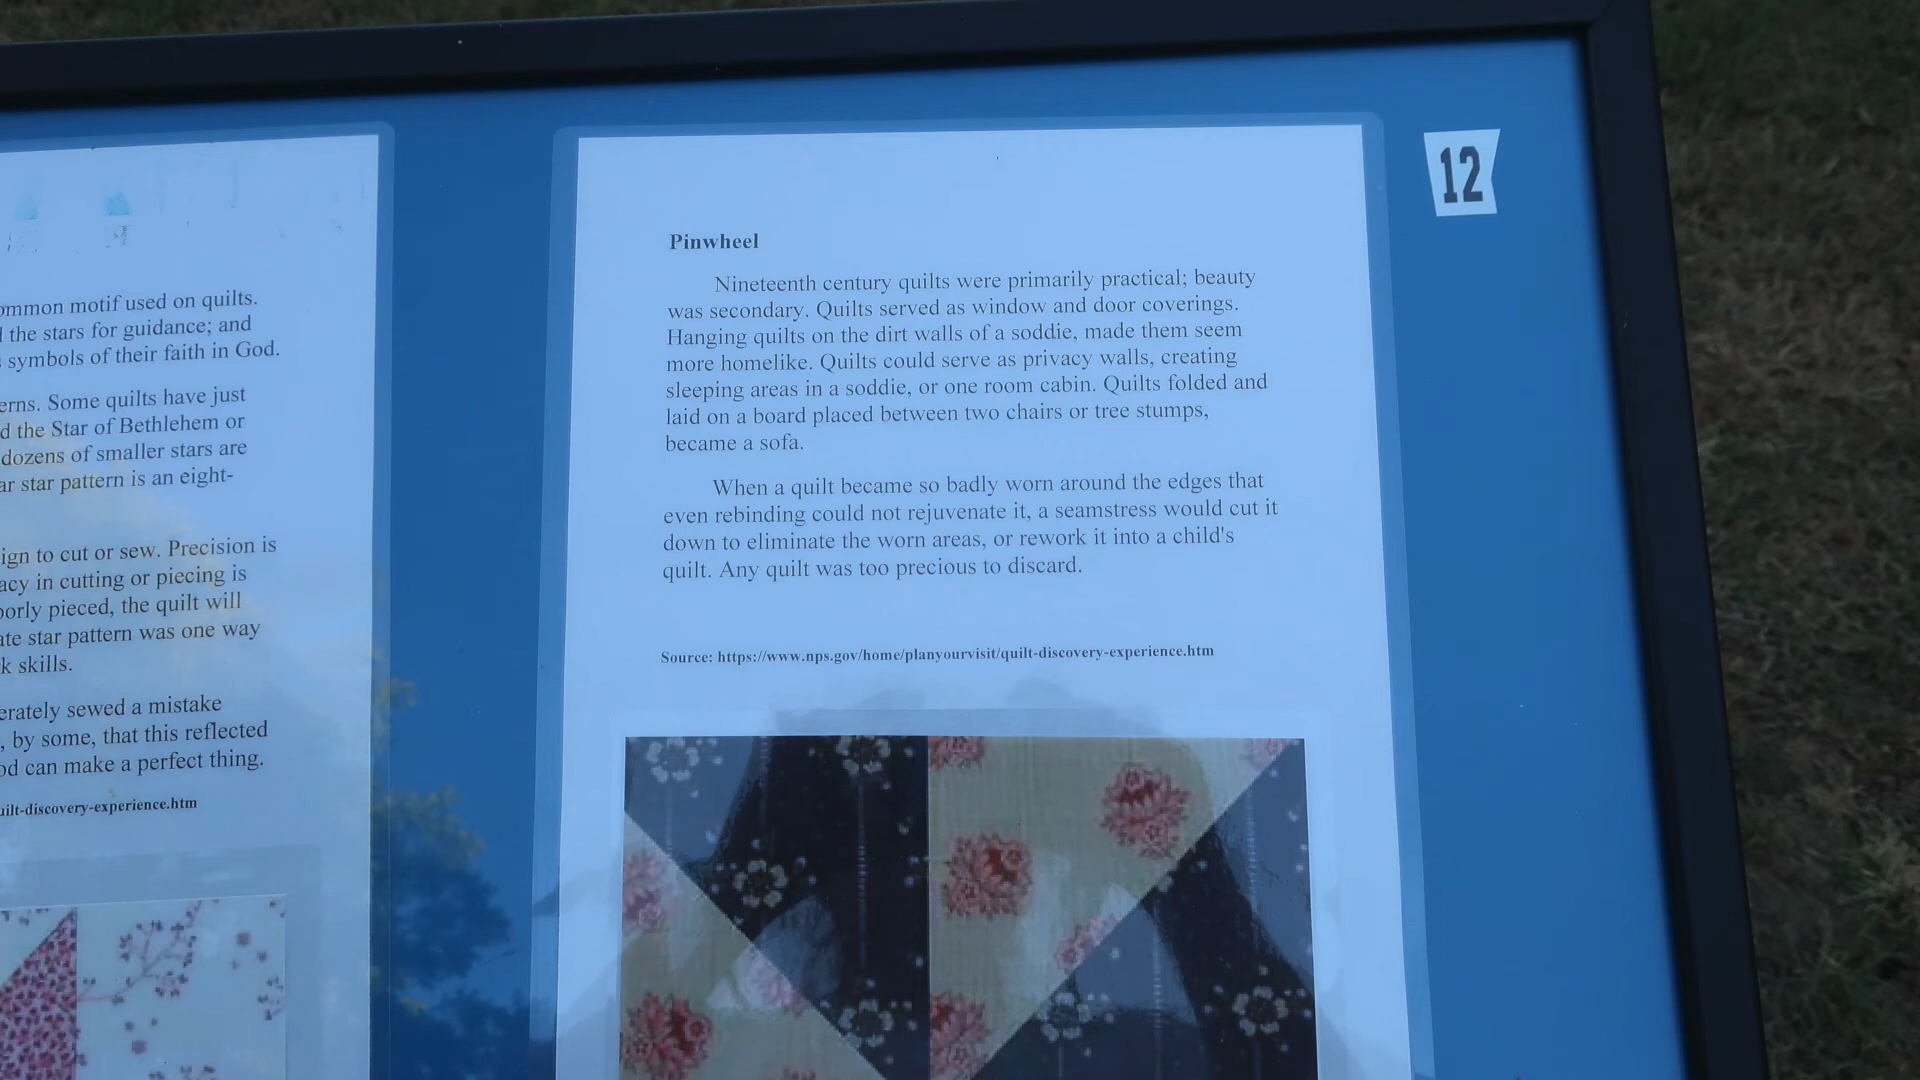 ommon motif used on quilts.
the stars for guidance; and
symbols of their faith in God.
erns. Some quilts have just
d the Star of Bethlehem or
dozens of smaller stars are
ar star pattern is an eight-
ign to cut or sew. Precision is
acy in cutting or piecing is
oorly pieced, the quilt will
ate star pattern was one way
k skills.
erately sewed a mistake
, by some, that this reflected
od can make a perfect thing.
uilt-discovery-experience.htm
12
Pinwheel
Nineteenth century quilts were primarily practical; beauty
was secondary. Quilts served as window and door coverings.
Hanging quilts on the dirt walls of a soddie, made them seem
more homelike. Quilts could serve as privacy walls, creating
sleeping areas in a soddie, or one room cabin. Quilts folded and
laid on a board placed between two chairs or tree stumps,
became a sofa.
When a quilt became so badly worn around the edges that
even rebinding could not rejuvenate it, a seamstress would cut it
down to eliminate the worn areas, or rework it into a child's
quilt. Any quilt was too precious to discard.
Source: https://www.nps.gov/home/planyourvisit/quilt-discovery-experience.htm